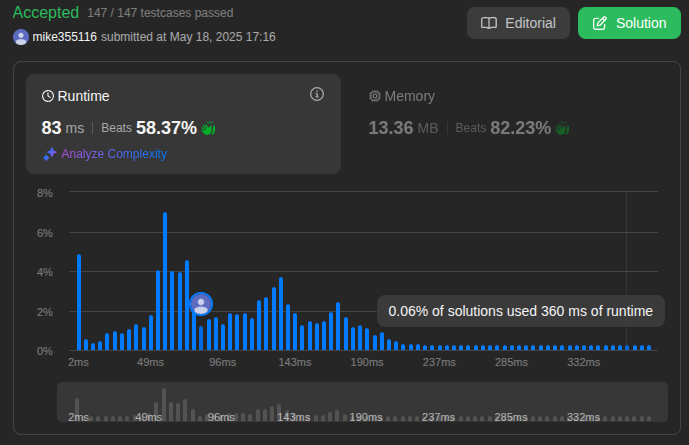 Accepted 147 / 147 testcases passed
Editorial
Solution
mike355116 submitted at May 18, 2025 17:16
Runtime
83 ms | Beats 58.37%
Analyze Complexity
Memory
13.36 MB | Beats 82.23%
8%
6%
4%
2%
0%
0.06% of solutions used 360 ms of runtime
2ms 49ms 96ms 143ms 190ms 237ms 285ms 332ms
2ms 49ms 96ms 143ms 190ms 237ms 285ms 332ms